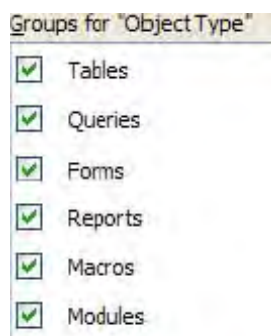 Groups for "Object Type"
Tables
Queries
Forms
Reports
Macros
Modules